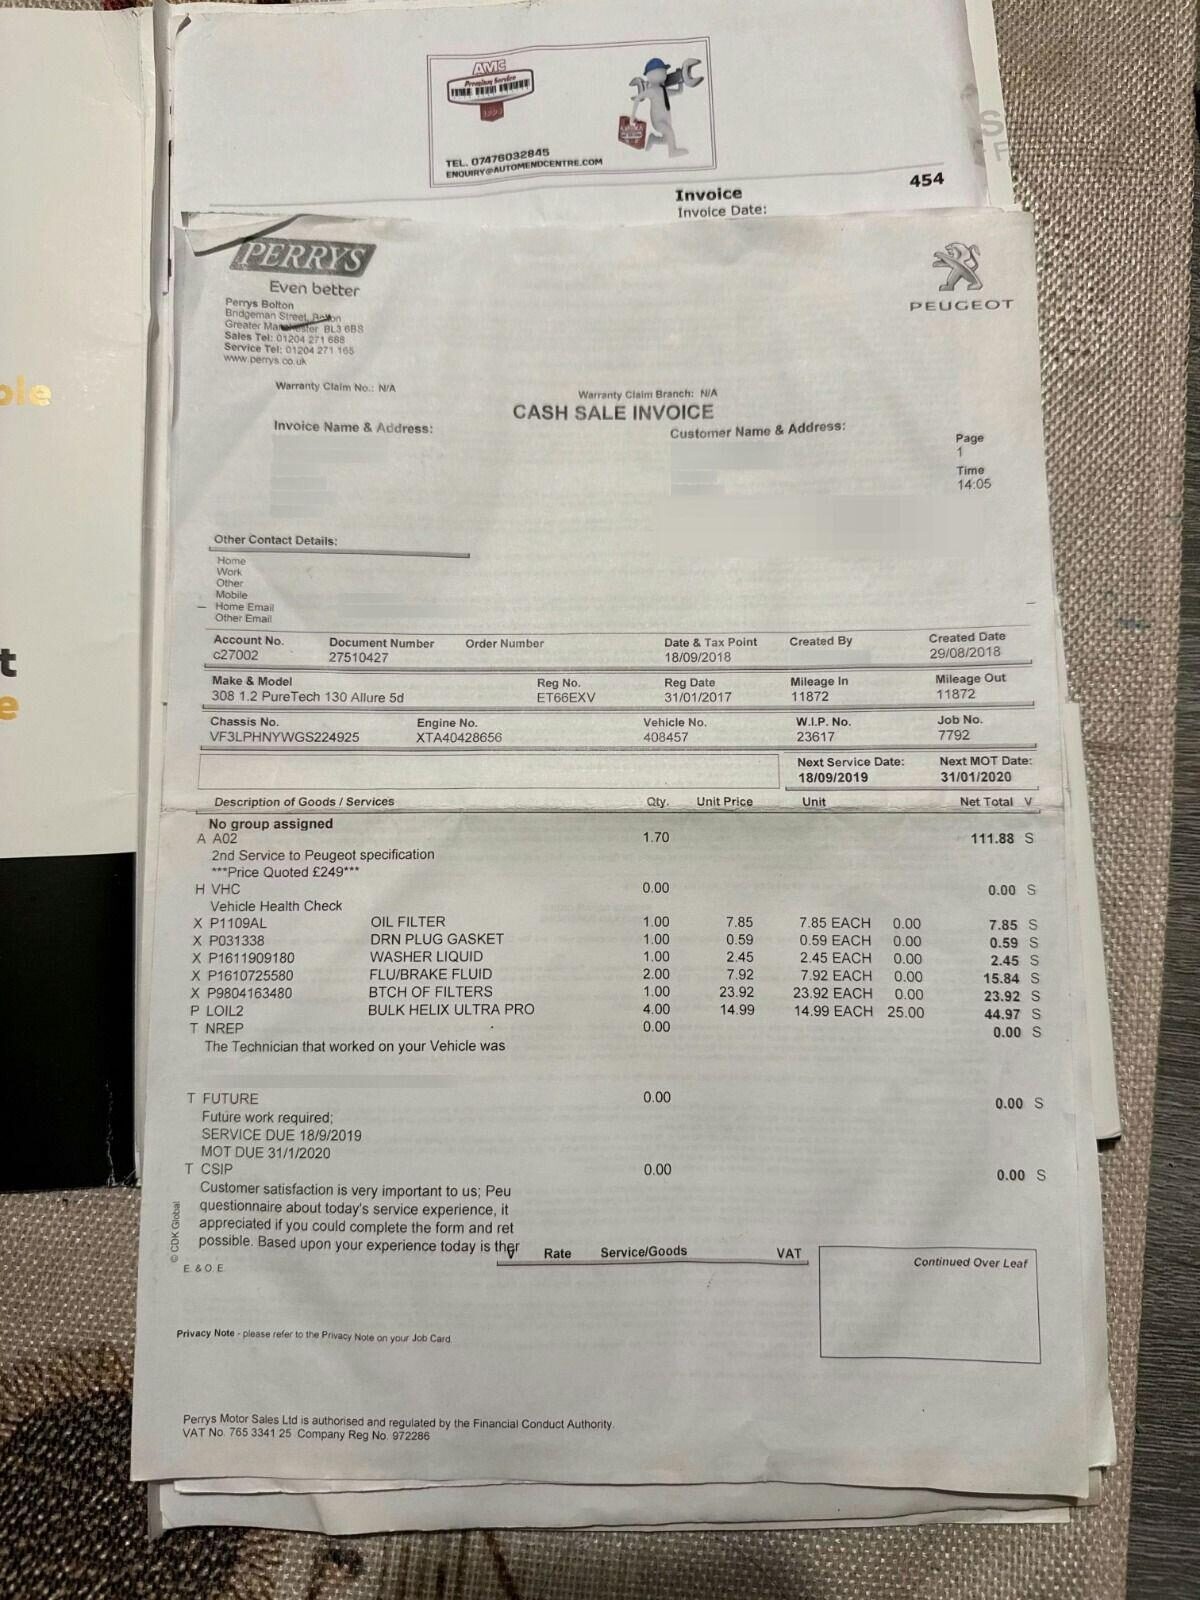 ble
t
e
AMC
Premium Service
TEL. 07476032845
ENQUIRY@AUTOMENDCENTRE.COM
Invoice 454
Invoice Date:
PERRYS
Even better
Perrys Bolton
Bridgeman Street, Bolton
Greater Manchester BL3 6BS
Sales Tel: 01204 271 688
Service Tel: 01204 271 165
www.perrys.co.uk
PEUGEOT
Warranty Claim No.: N/A Warranty Claim Branch: N/A
CASH SALE INVOICE
Invoice Name & Address: Customer Name & Address:
Page
1
Time
14:05
Other Contact Details:
Home
Work
Other
Mobile
Home Email
Other Email
Account No. Document Number Order Number Date & Tax Point Created By Created Date
c27002 27510427 18/09/2018 29/08/2018
Make & Model Reg No. Reg Date Mileage In Mileage Out
308 1.2 PureTech 130 Allure 5d ET66EXV 31/01/2017 11872 11872
Chassis No. Engine No. Vehicle No. W.I.P. No. Job No.
VF3LPHNYWGS224925 XTA40428656 408457 23617 7792
Next Service Date: Next MOT Date:
18/09/2019 31/01/2020
Description of Goods / Services Qty. Unit Price Unit Net Total V
No group assigned
A A02 1.70 111.88 S
2nd Service to Peugeot specification
***Price Quoted £249***
H VHC 0.00 0.00 S
Vehicle Health Check
X P1109AL OIL FILTER 1.00 7.85 7.85 EACH 0.00 7.85 S
X P031338 DRN PLUG GASKET 1.00 0.59 0.59 EACH 0.00 0.59 S
X P1611909180 WASHER LIQUID 1.00 2.45 2.45 EACH 0.00 2.45 S
X P1610725580 FLU/BRAKE FLUID 2.00 7.92 7.92 EACH 0.00 15.84 S
X P9804163480 BTCH OF FILTERS 1.00 23.92 23.92 EACH 0.00 23.92 S
P LOIL2 BULK HELIX ULTRA PRO 4.00 14.99 14.99 EACH 25.00 44.97 S
T NREP 0.00 0.00 S
The Technician that worked on your Vehicle was
T FUTURE 0.00 0.00 S
Future work required;
SERVICE DUE 18/9/2019
MOT DUE 31/1/2020
T CSIP 0.00 0.00 S
Customer satisfaction is very important to us; Peu
questionnaire about today's service experience, it
appreciated if you could complete the form and ret
possible. Based upon your experience today is ther
V Rate Service/Goods VAT
Continued Over Leaf
© CDK Global
E. & O. E.
Privacy Note - please refer to the Privacy Note on your Job Card.
Perrys Motor Sales Ltd is authorised and regulated by the Financial Conduct Authority.
VAT No. 765 3341 25 Company Reg No. 972286